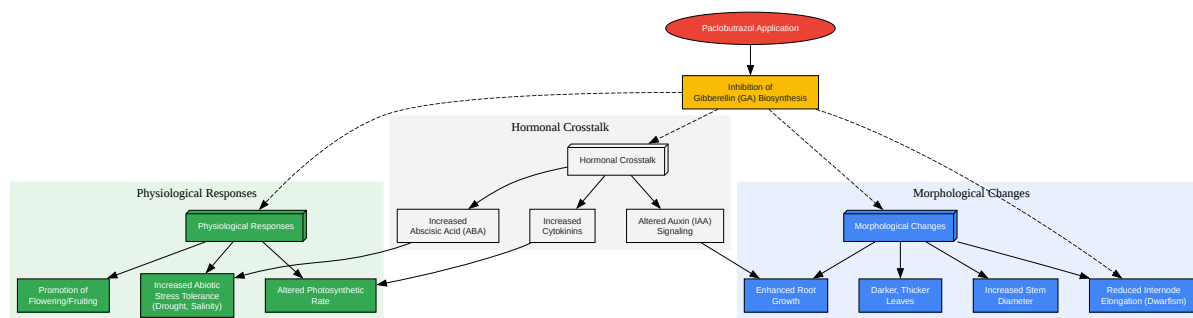 Paclobutrazol Application
Inhibition of
Gibberellin (GA) Biosynthesis
Hormonal Crosstalk
Hormonal Crosstalk
Physiological Responses
Morphological Changes
Physiological Responses
Increased
Abscisic Acid (ABA)
Increased
Cytokinins
Altered Auxin (IAA)
Signaling
Morphological Changes
Promotion of
Flowering/Fruiting
Increased Abiotic
Stress Tolerance
(Drought, Salinity)
Altered Photosynthetic
Rate
Enhanced Root
Growth
Darker, Thicker
Leaves
Increased Stem
Diameter
Reduced Internode
Elongation (Dwarfism)